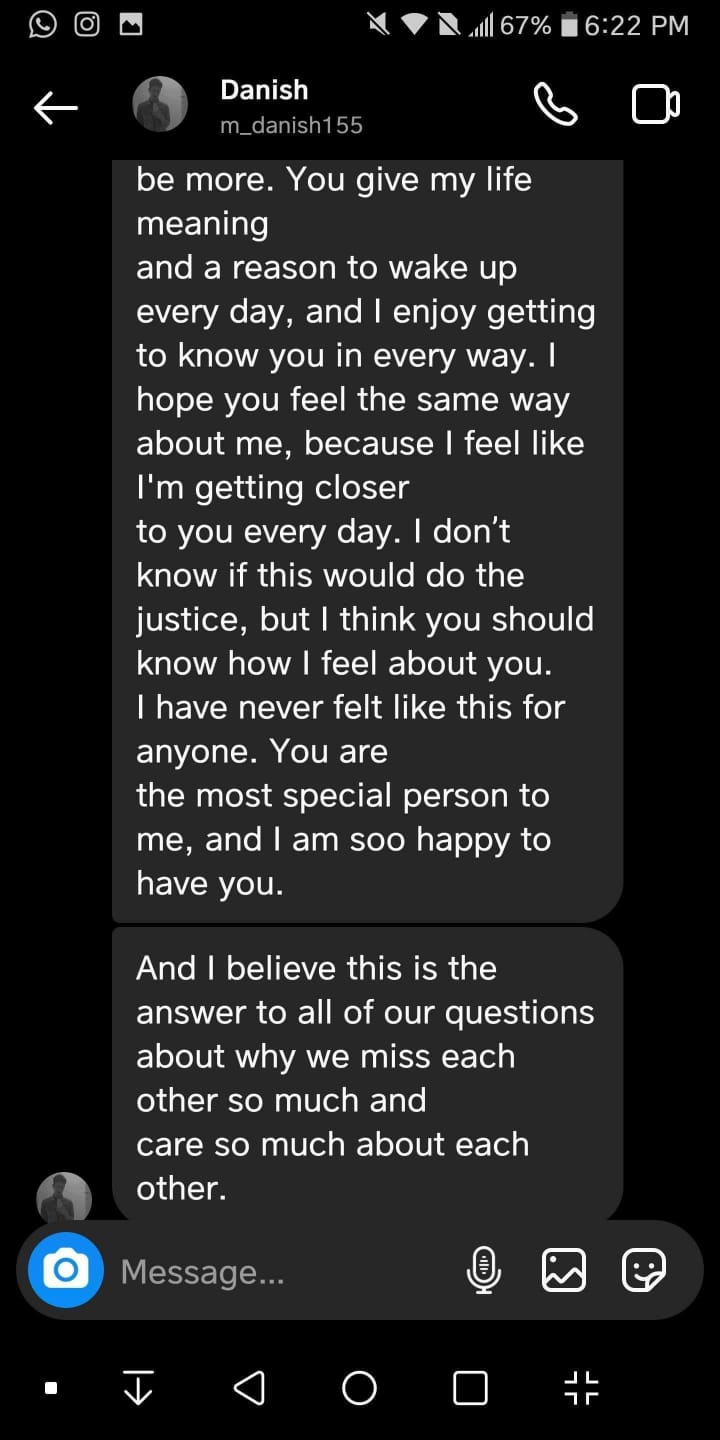 67% 6:22 PM
Danish
m_danish155
be more. You give my life
meaning
and a reason to wake up
every day, and I enjoy getting
to know you in every way. I
hope you feel the same way
about me, because I feel like
I'm getting closer
to you every day. I don't
know if this would do the
justice, but I think you should
know how I feel about you.
I have never felt like this for
anyone. You are
the most special person to
me, and I am soo happy to
have you.
And I believe this is the
answer to all of our questions
about why we miss each
other so much and
care so much about each
other.
Message...